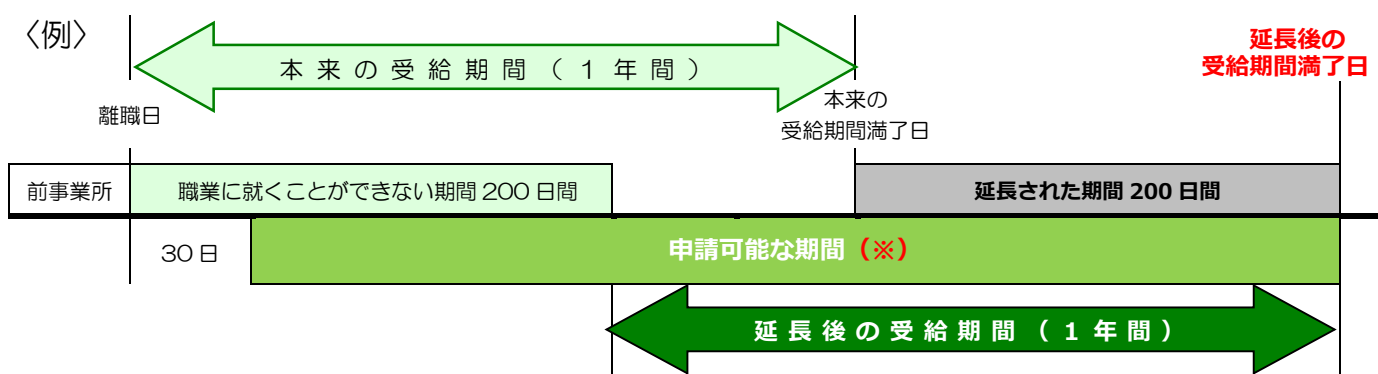 〈例〉
本来の受給期間（１年間）
延長後の
受給期間満了日
離職日
本来の
受給期間満了日
前事業所
職業に就くことができない期間 200 日間
延長された期間 200 日間
30 日
申請可能な期間（※）
延長後の受給期間（１年間）